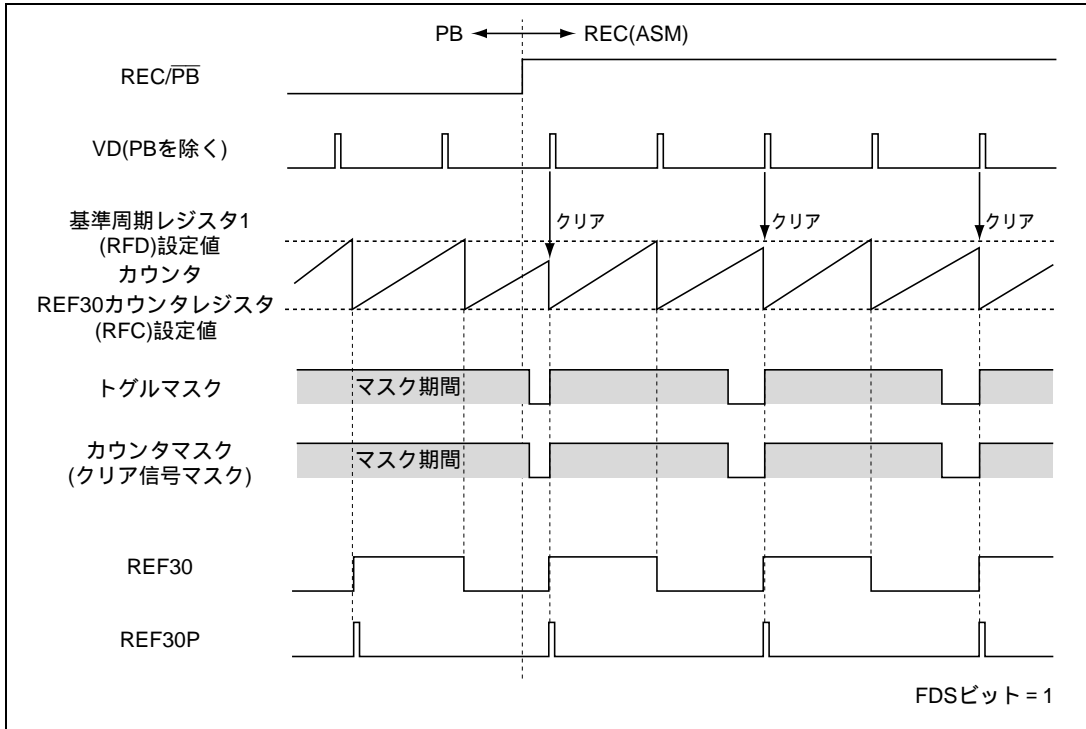 PB REC(ASM)
REC/PB
VD(PBを除く)
基準周期レジスタ1
(RFD)設定値
クリア クリア クリア
カウンタ
REF30カウンタレジスタ
(RFC)設定値
トグルマスク マスク期間
カウンタマスク
(クリア信号マスク) マスク期間
REF30
REF30P
FDSビット = 1